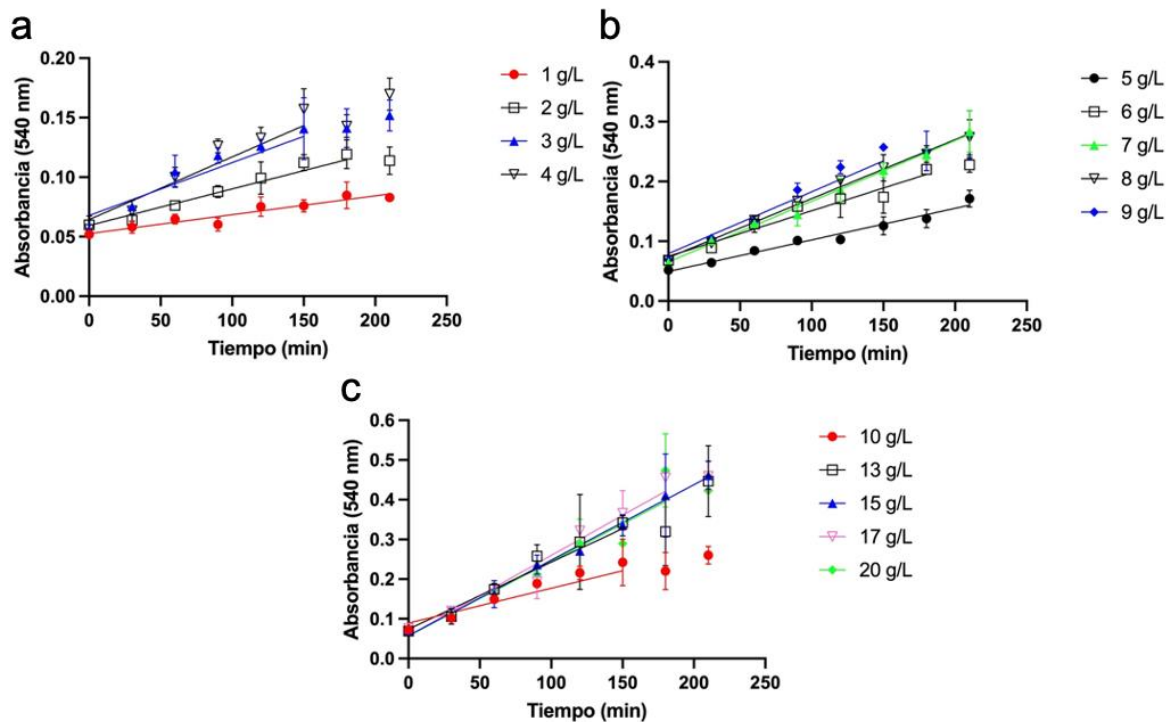 a
Absorbancia (540 nm)
0.20
0.15
0.10
0.05
0.00
0 50 100 150 200 250
Tiempo (min)
1 g/L
2 g/L
3 g/L
4 g/L
b
Absorbancia (540 nm)
0.4
0.3
0.2
0.1
0.0
0 50 100 150 200 250
Tiempo (min)
5 g/L
6 g/L
7 g/L
8 g/L
9 g/L
c
Absorbancia (540 nm)
0.6
0.5
0.4
0.3
0.2
0.1
0.0
0 50 100 150 200 250
Tiempo (min)
10 g/L
13 g/L
15 g/L
17 g/L
20 g/L